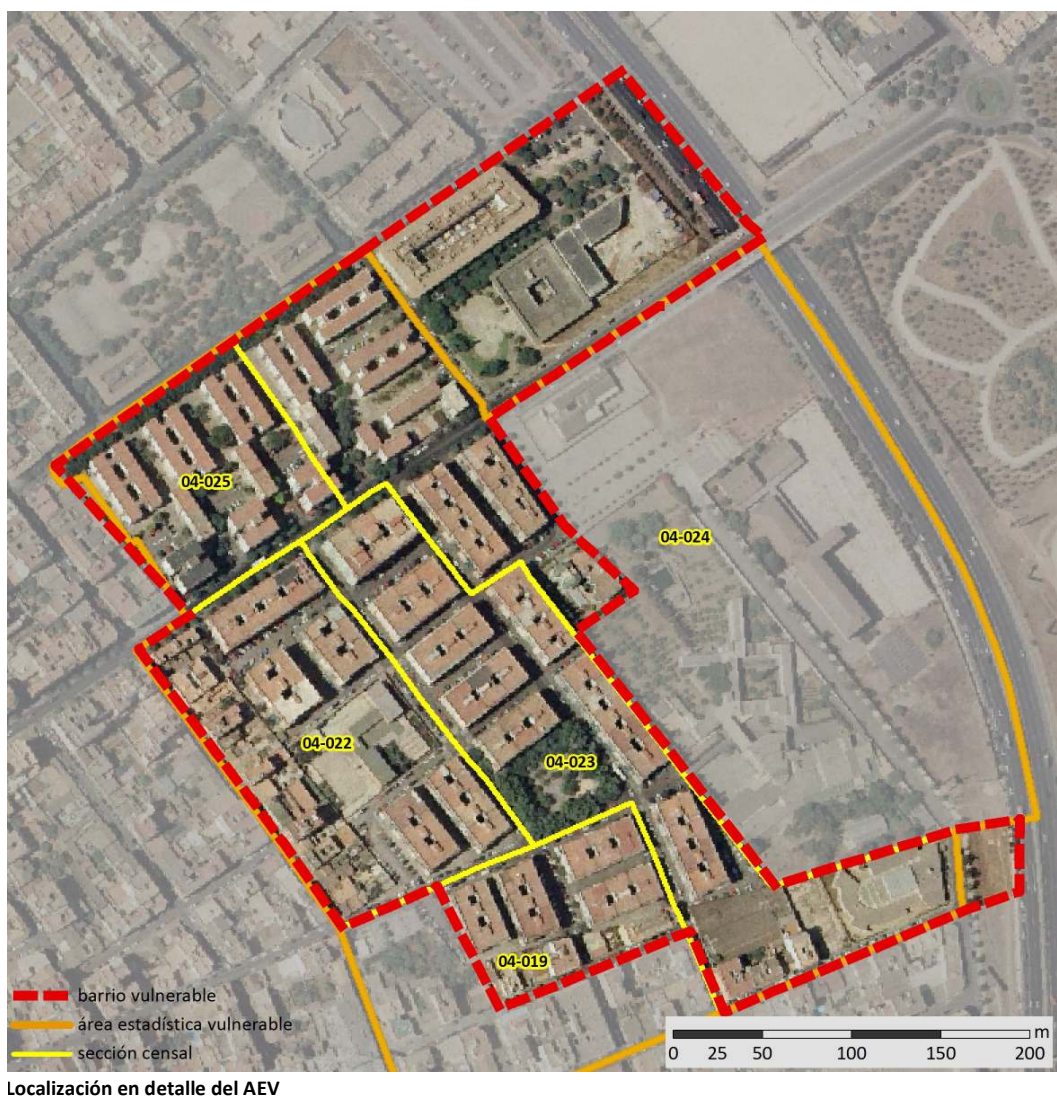 04-025
04-024
04-022
04-023
04-019
barrio vulnerable
área estadística vulnerable
sección censal
m
0 25 50 100 150 200
Localización en detalle del AEV